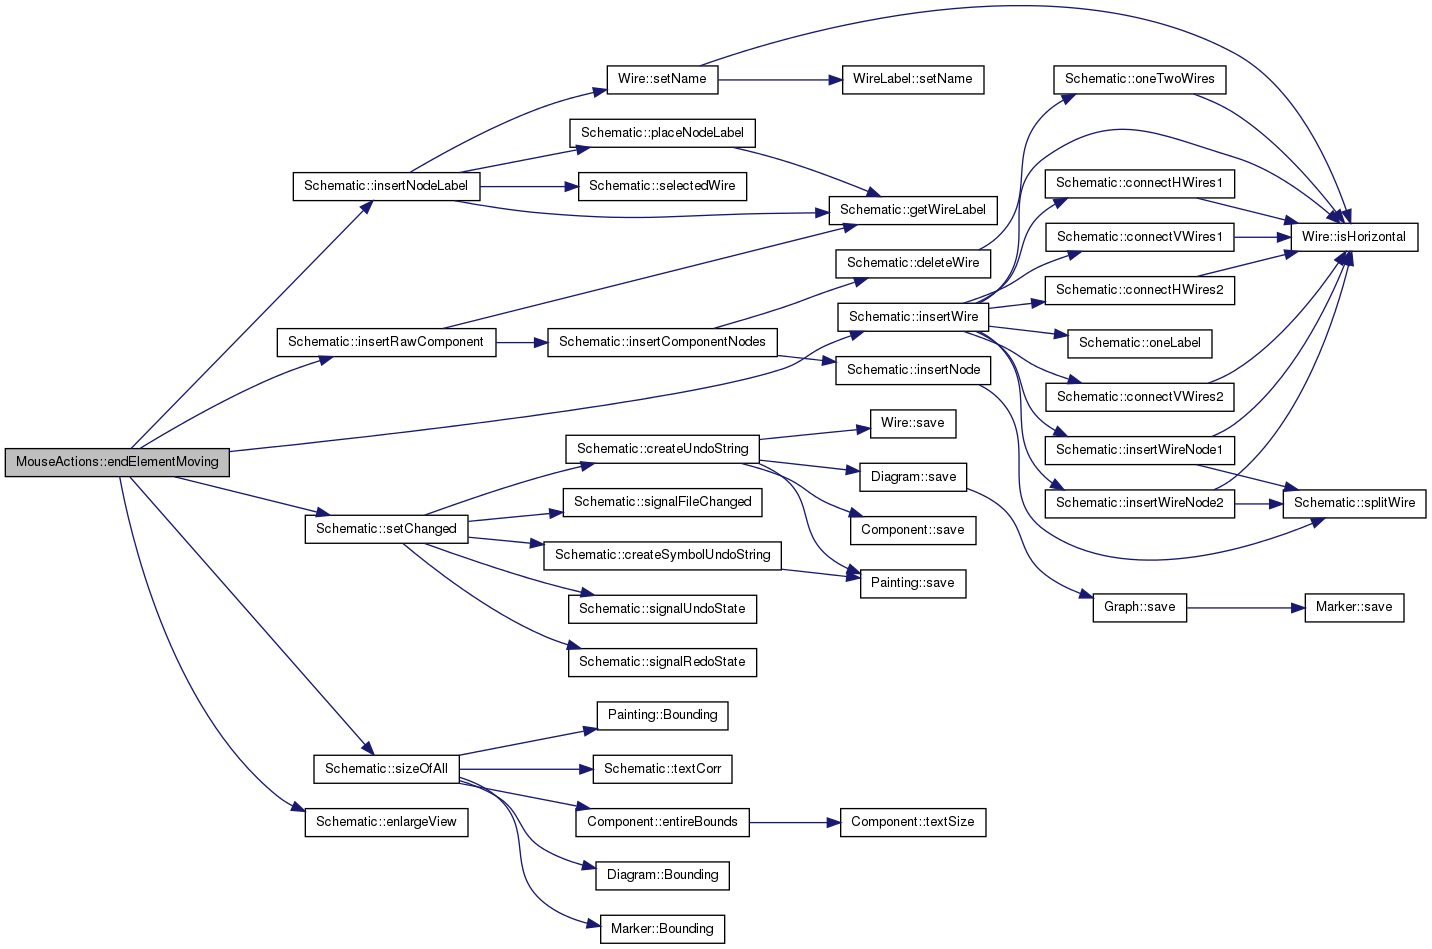 Wire::setName
WireLabel::setName
Schematic::oneTwoWires
Schematic::placeNodeLabel
Schematic::insertNodeLabel
Schematic::selectedWire
Schematic::connectHWires1
Schematic::getWireLabel
Schematic::connectVWires1
Wire::isHorizontal
Schematic::deleteWire
Schematic::connectHWires2
Schematic::insertWire
Schematic::insertRawComponent
Schematic::insertComponentNodes
Schematic::oneLabel
Schematic::insertNode
Schematic::connectVWires2
Wire::save
Schematic::createUndoString
Schematic::insertWireNode1
MouseActions::endElementMoving
Diagram::save
Schematic::signalFileChanged
Schematic::insertWireNode2
Schematic::splitWire
Schematic::setChanged
Component::save
Schematic::createSymbolUndoString
Painting::save
Schematic::signalUndoState
Graph::save
Marker::save
Schematic::signalRedoState
Painting::Bounding
Schematic::sizeOfAll
Schematic::textCorr
Schematic::enlargeView
Component::entireBounds
Component::textSize
Diagram::Bounding
Marker::Bounding